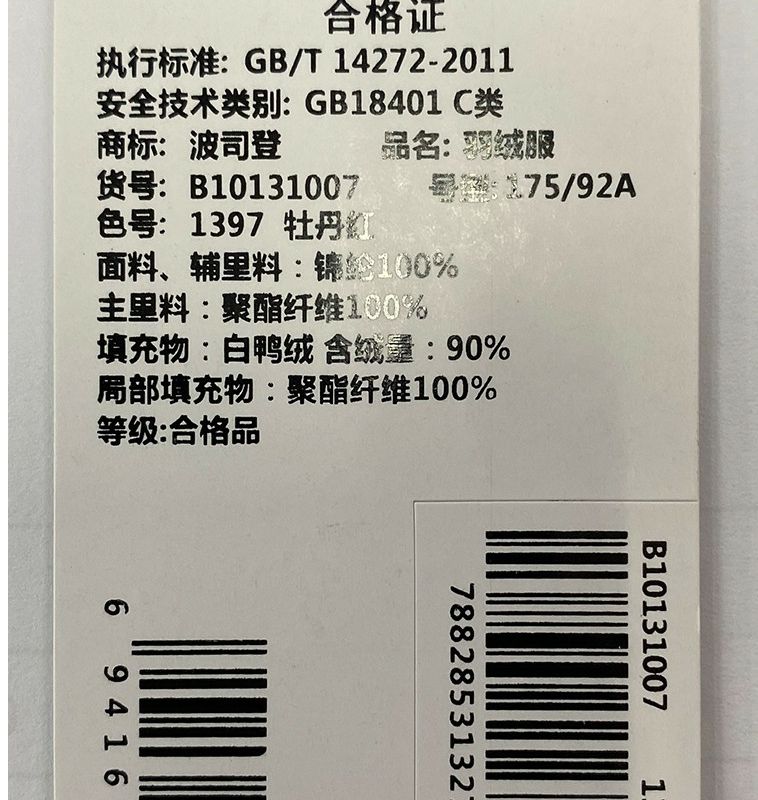 合格证
执行标准: GB/T 14272-2011
安全技术类别: GB18401 C类
商标: 波司登 品名: 羽绒服
货号: B10131007 号型: 175/92A
色号: 1397 牡丹红
面料、辅里料：锦纶100%
主里料：聚酯纤维100%
填充物：白鸭绒 含绒量：90%
局部填充物：聚酯纤维100%
等级:合格品
6 9416
788285313
B10131007